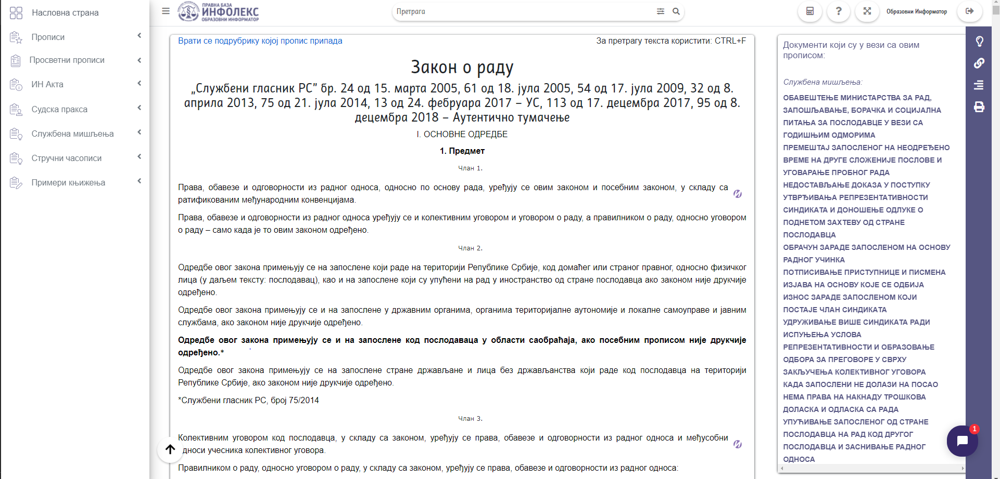 Насловна страна
Прописи
Просветни прописи
ИН Акта
Судска пракса
Службена мишљења
Стручни часописи
Примери књижења
ПРАВНА БАЗА
ИНФОЛЕКС
ОБРАЗОВНИ ИНФОРМАТОР
Претрага
?
Образовни Информатор
Врати се подрубрику којој пропис припада
За претрагу текста користити: CTRL+F
Закон о раду
„Службени гласник РС” бр. 24 од 15. марта 2005, 61 од 18. јула 2005, 54 од 17. јула 2009, 32 од 8.
априла 2013, 75 од 21. јула 2014, 13 од 24. фебруара 2017 – УС, 113 од 17. децембра 2017, 95 од 8.
децембра 2018 – Аутентично тумачење
I. ОСНОВНЕ ОДРЕДБЕ
1. Предмет
Члан 1.
Права, обавезе и одговорности из радног односа, односно по основу рада, уређују се овим законом и посебним законом, у складу са
ратификованим међународним конвенцијама.
Права, обавезе и одговорности из радног односа уређују се и колективним уговором и уговором о раду, а правилником о раду, односно уговором
о раду – само када је то овим законом одређено.
Члан 2.
Одредбе овог закона примењују се на запослене који раде на територији Републике Србије, код домаћег или страног правног, односно физичког
лица (у даљем тексту: послодавац), као и на запослене који су упућени на рад у иностранство од стране послодавца ако законом није друкчије
одређено.
Одредбе овог закона примењују се и на запослене у државним органима, органима територијалне аутономије и локалне самоуправе и јавним
службама, ако законом није друкчије одређено.
Одредбе овог закона примењују се и на запослене код послодаваца у области саобраћаја, ако посебним прописом није друкчије
одређено.*
Одредбе овог закона примењују се на запослене стране држављане и лица без држављанства који раде код послодавца на територији
Републике Србије, ако законом није друкчије одређено.
*Службени гласник РС, број 75/2014
Члан 3.
Колективним уговором код послодавца, у складу са законом, уређују се права, обавезе и одговорности из радног односа и међусобни
односи учесника колективног уговора.
Правилником о раду, односно уговором о раду, у складу са законом, уређују се права, обавезе и одговорности из радног односа:
Документи који су у вези са овим
прописом:
Службена мишљења:
ОБАВЕШТЕЊЕ МИНИСТАРСТВА ЗА РАД,
ЗАПОШЉАВАЊЕ, БОРАЧКА И СОЦИЈАЛНА
ПИТАЊА ЗА ПОСЛОДАВЦЕ У ВЕЗИ СА
ГОДИШЊИМ ОДМОРИМА
ПРЕМЕШТАЈ ЗАПОСЛЕНОГ НА НЕОДРЕЂЕНО
ВРЕМЕ НА ДРУГЕ СЛОЖЕНИЈЕ ПОСЛОВЕ И
УГОВАРАЊЕ ПРОБНОГ РАДА
НЕДОСТАВЉАЊЕ ДОКАЗА У ПОСТУПКУ
УТВРЂИВАЊА РЕПРЕЗЕНТАТИВНОСТИ
СИНДИКАТА И ДОНОШЕЊЕ ОДЛУКЕ О
ПОДНЕТОМ ЗАХТЕВУ ОД СТРАНЕ
ПОСЛОДАВЦА
ОБРАЧУН ЗАРАДЕ ЗАПОСЛЕНОМ НА ОСНОВУ
РАДНОГ УЧИНКА
ПОТПИСИВАЊЕ ПРИСТУПНИЦЕ И ПИСМЕНА
ИЗЈАВА НА ОСНОВУ КОЈЕ СЕ ОДБИЈА
ИЗНОС ЗАРАДЕ ЗАПОСЛЕНОМ КОЈИ
ПОСТАЈЕ ЧЛАН СИНДИКАТА
УДРУЖИВАЊЕ ВИШЕ СИНДИКАТА РАДИ
ИСПУЊЕЊА УСЛОВА
РЕПРЕЗЕНТАТИВНОСТИ И ОБРАЗОВАЊЕ
ОДБОРА ЗА ПРЕГОВОРЕ У СВРХУ
ЗАКЉУЧЕЊА КОЛЕКТИВНОГ УГОВОРА
КАДА ЗАПОСЛЕНИ НЕ ДОЛАЗИ НА ПОСАО
НЕМА ПРАВА НА НАКНАДУ ТРОШКОВА
ДОЛАСКА И ОДЛАСКА СА РАДА
УПУЋИВАЊЕ ЗАПОСЛЕНОГ ОД СТРАНЕ
ПОСЛОДАВЦА НА РАД КОД ДРУГОГ
ПОСЛОДАВЦА И ЗАСНИВАЊЕ РАДНОГ
ОДНОСА
1